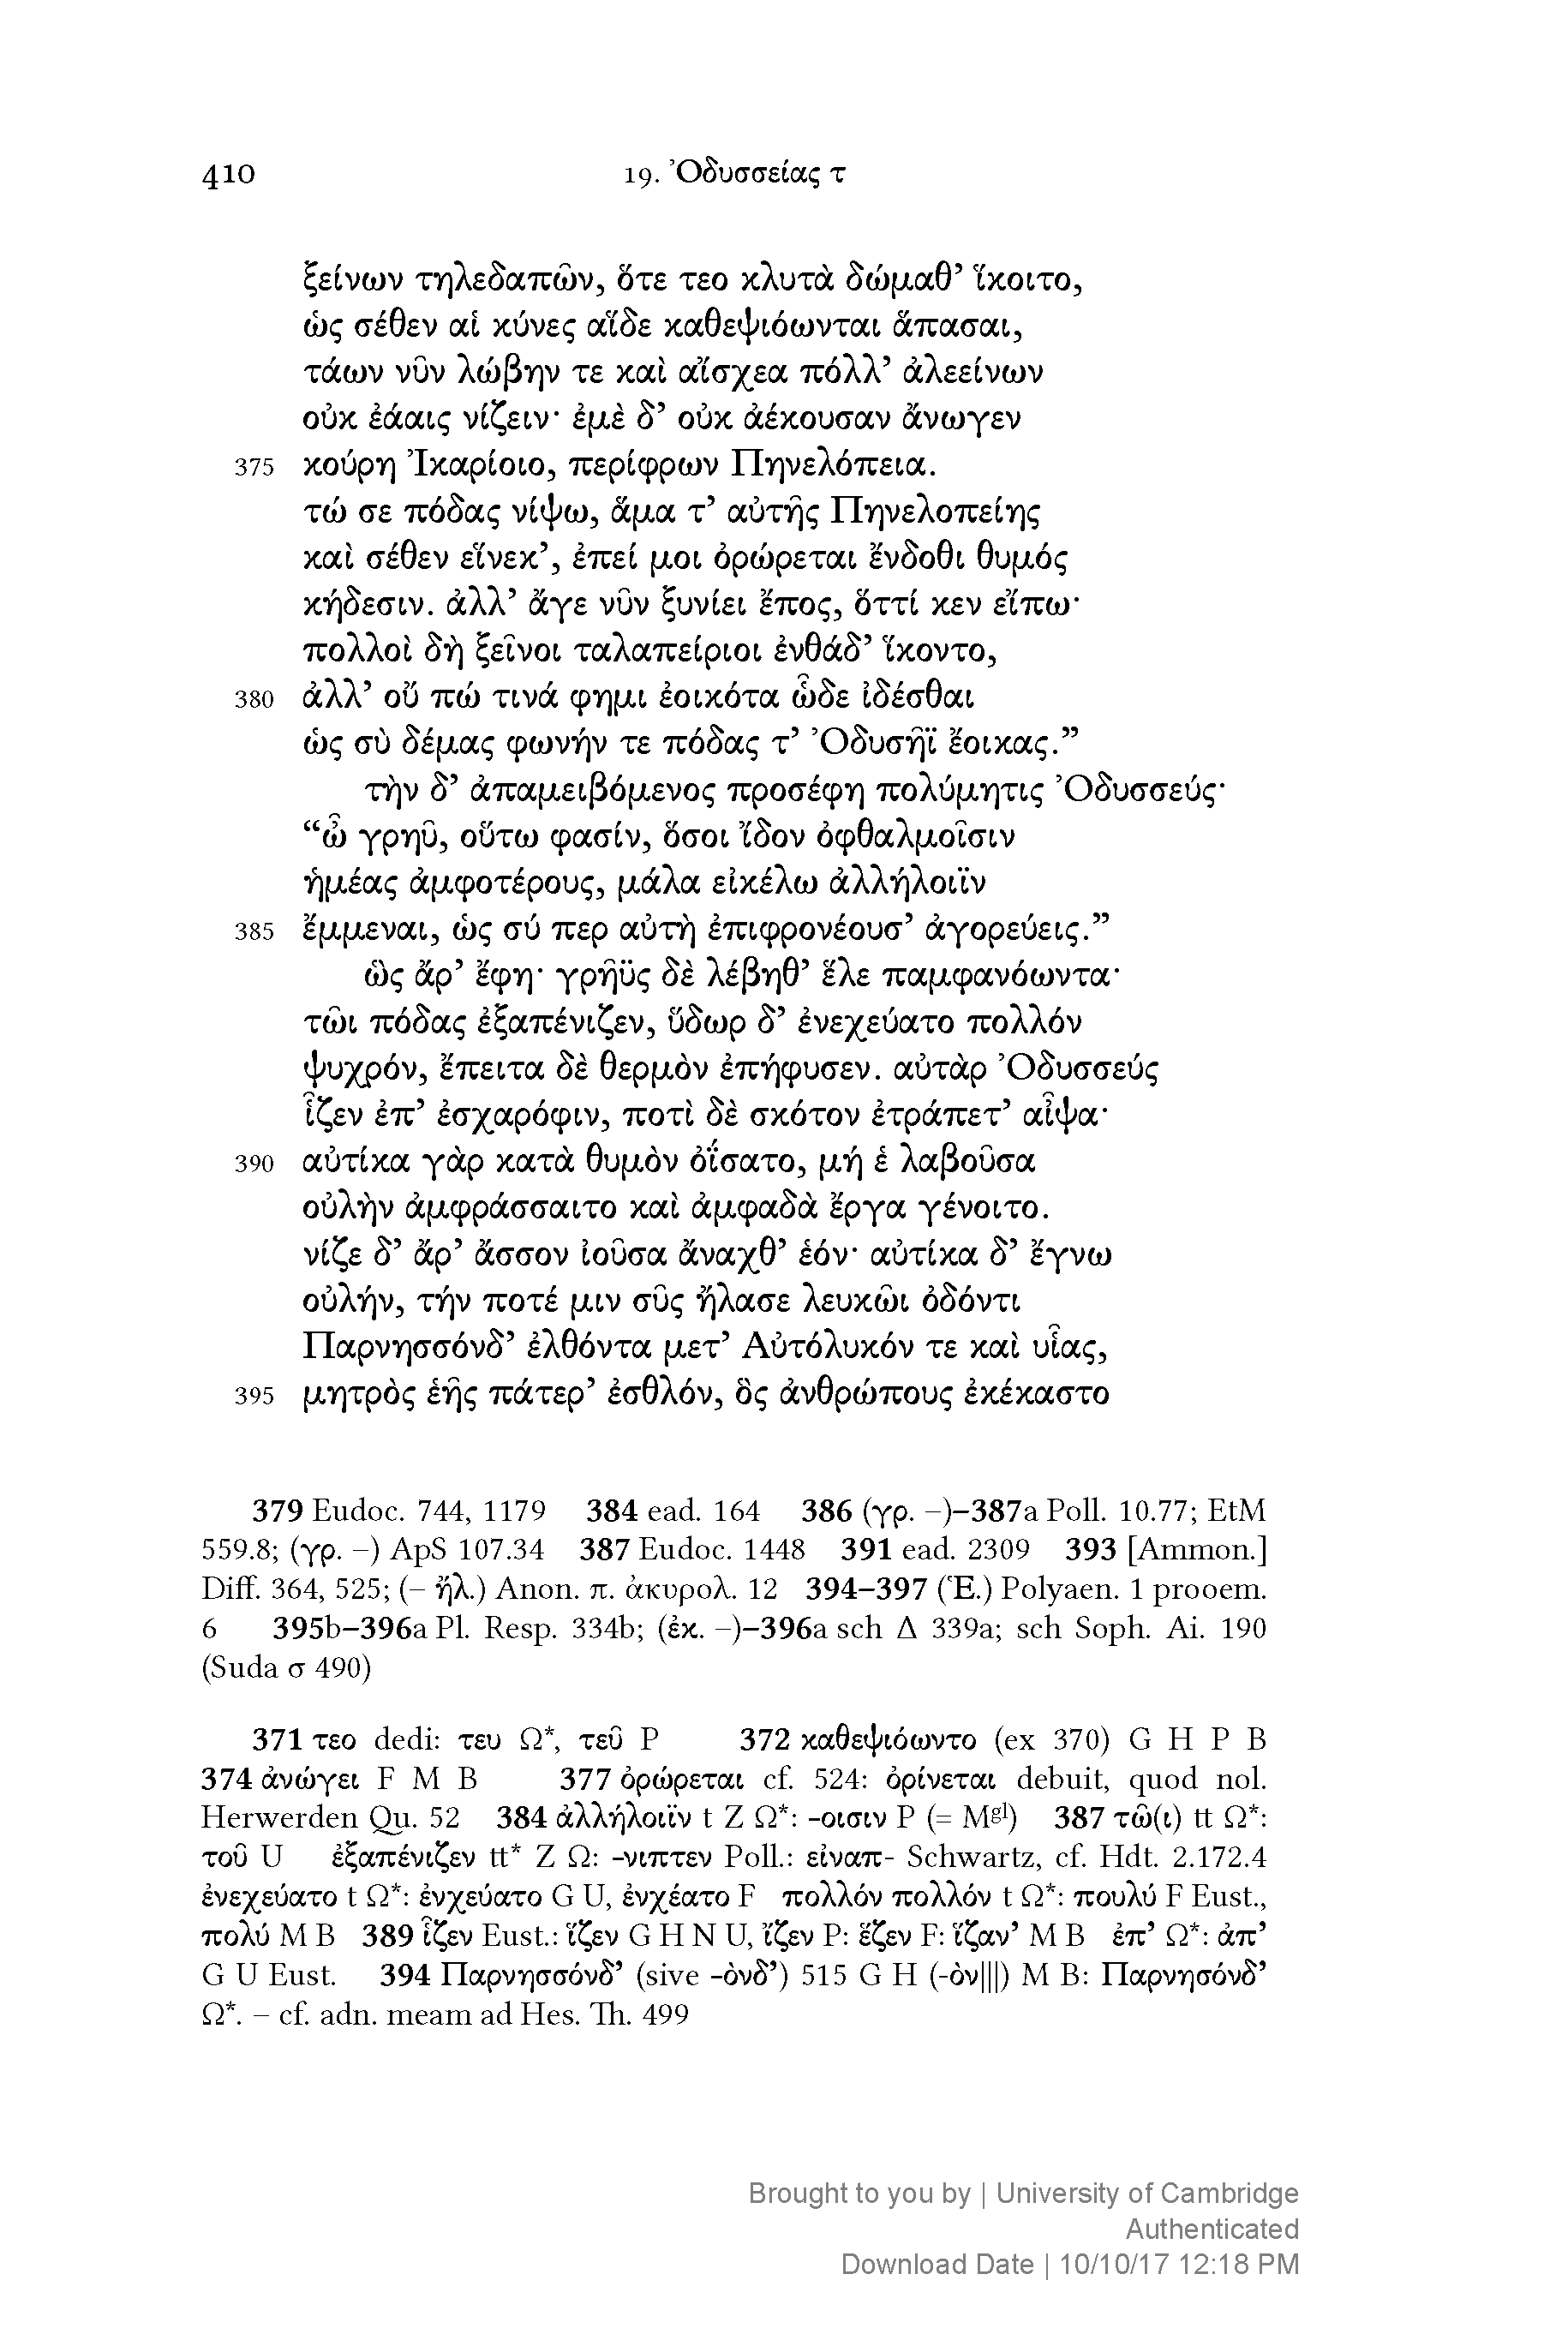 410 19. Ὀδυσσείας τ
ξείνων τηλεδαπῶν, ὅτε τεο κλυτὰ δώμαθ’ ἵκοιτο,
ὡς σέθεν αἱ κύνες αἵδε καθεψιόωνται ἅπασαι,
τάων νῦν λώβην τε καὶ αἴσχεα πόλλ’ ἀλεείνων
οὐκ ἐάαις νίζειν· ἐμὲ δ’ οὐκ ἀέκουσαν ἄνωγεν
375 κούρη Ἰκαρίοιο, περίφρων Πηνελόπεια.
τώ σε πόδας νίψω, ἅμα τ’ αὐτῆς Πηνελοπείης
καὶ σέθεν εἵνεκ’, ἐπεί μοι ὀρώρεται ἔνδοθι θυμός
κήδεσιν. ἀλλ’ ἄγε νῦν ξυνίει ἔπος, ὅττί κεν εἴπω·
πολλοὶ δὴ ξεῖνοι ταλαπείριοι ἐνθάδ’ ἵκοντο,
380 ἀλλ’ οὔ πώ τινά φημι ἐοικότα ὧδε ἰδέσθαι
ὡς σὺ δέμας φωνήν τε πόδας τ’ Ὀδυσῆϊ ἔοικας.”
τὴν δ’ ἀπαμειβόμενος προσέφη πολύμητις Ὀδυσσεύς·
“ὦ γρηῦ, οὕτω φασίν, ὅσοι ἴδον ὀφθαλμοῖσιν
ἡμέας ἀμφοτέρους, μάλα εἰκέλω ἀλλήλοιϊν
385 ἔμμεναι, ὡς σύ περ αὐτὴ ἐπιφρονέουσ’ ἀγορεύεις.”
ὣς ἄρ’ ἔφη· γρῆῢς δὲ λέβηθ’ ἕλε παμφανόωντα·
τῶι πόδας ἐξαπένιζεν, ὕδωρ δ’ ἐνεχεύατο πολλόν
ψυχρόν, ἔπειτα δὲ θερμὸν ἐπήφυσεν. αὐτὰρ Ὀδυσσεύς
ἷζεν ἐπ’ ἐσχαρόφιν, ποτὶ δὲ σκότον ἐτράπετ’ αἶψα·
390 αὐτίκα γὰρ κατὰ θυμὸν ὀΐσατο, μή ἑ λαβοῦσα
οὐλὴν ἀμφράσσαιτο καὶ ἀμφαδὰ ἔργα γένοιτο.
νίζε δ’ ἄρ’ ἄσσον ἰοῦσα ἄναχθ’ ἑόν· αὐτίκα δ’ ἔγνω
οὐλήν, τήν ποτέ μιν σῦς ἤλασε λευκῶι ὀδόντι
Παρνησσόνδ’ ἐλθόντα μετ’ Αὐτόλυκόν τε καὶ υἷας,
395 μητρὸς ἑῆς πάτερ’ ἐσθλόν, ὃς ἀνθρώπους ἐκέκαστο
379 Eudoc. 744, 1179 384 ead. 164 386 (γρ. –)–387a Poll. 10.77; EtM
559.8; (γρ. –) ApS 107.34 387 Eudoc. 1448 391 ead. 2309 393 [Ammon.]
Diff. 364, 525; (– ἤλ.) Anon. π. ἀκυρολ. 12 394–397 (Ἑ.) Polyaen. 1 prooem.
6 395b–396a Pl. Resp. 334b; (ἐκ. –)–396a sch Δ 339a; sch Soph. Ai. 190
(Suda σ 490)
371 τεο dedi: τευ Ω*, τεῦ P 372 καθεψιόωντο (ex 370) G H P B
374 ἀνώγει F M B 377 ὀρώρεται cf. 524: ὀρίνεται debuit, quod nol.
Herwerden Qu. 52 384 ἀλλήλοιϊν t Z Ω*: -οισιν P (= Mgl) 387 τῶ(ι) tt Ω*:
τοῦ U ἐξαπένιζεν tt* Z Ω: -νιπτεν Poll.: εἰναπ- Schwartz, cf. Hdt. 2.172.4
ἐνεχεύατο t Ω*: ἐνχεύατο G U, ἐνχέατο F πολλόν πολλόν t Ω*: πουλύ F Eust.,
πολύ M B 389 ἷζεν Eust.: ἵζεν G H N U, ἴζεν P: ἕζεν F: ἵζαν’ M B ἐπ’ Ω*: ἀπ’
G U Eust. 394 Παρνησσόνδ’ (sive -ὸνδ’) 515 G H (-ὸν|||) M B: Παρνησόνδ’
Ω*. – cf. adn. meam ad Hes. Th. 499
Brought to you by | University of Cambridge
Authenticated
Download Date | 10/10/17 12:18 PM